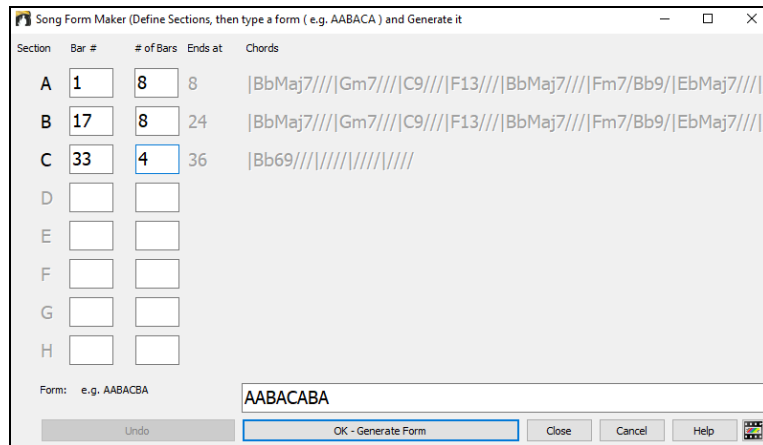 Song Form Maker (Define Sections, then type a form ( e.g. AABACA ) and Generate it
Section Bar # # of Bars Ends at Chords
A 1 8 8 |BbMaj7///|Gm7///|C9///|F13///|BbMaj7///|Fm7/Bb9/|EbMaj7///|
B 17 8 24 |BbMaj7///|Gm7///|C9///|F13///|BbMaj7///|Fm7/Bb9/|EbMaj7///|
C 33 4 36 |Bb69///|////|////|////
D
E
F
G
H
Form: e.g. AABACBA AABACABA
Undo OK - Generate Form Close Cancel Help